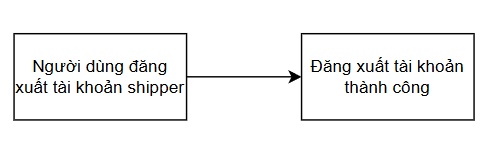 Người dùng đăng
xuất tài khoản shipper
Đăng xuất tài khoản
thành công